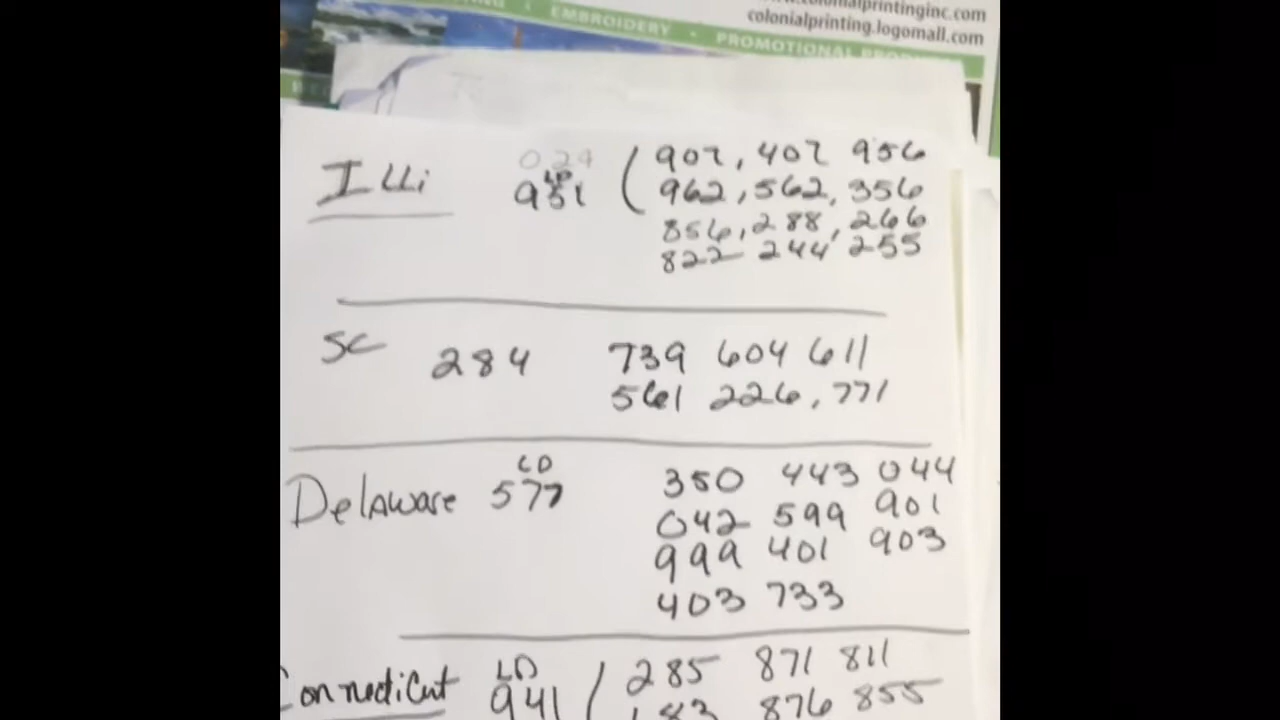 colonialprintinginc.com
colonialprinting.logomall.com
EMBROIDERY • PROMOTIONAL
Illi 029 LD 951 ( 907, 407 956
962, 562, 356
856, 288, 266
822 244 255
SC 284 739 604 611
561 226, 771
LD
Delaware 577 350 443 044
042 599 901
999 401 903
403 733
Connecticut LD 941 / 285 871 811
183 876 855